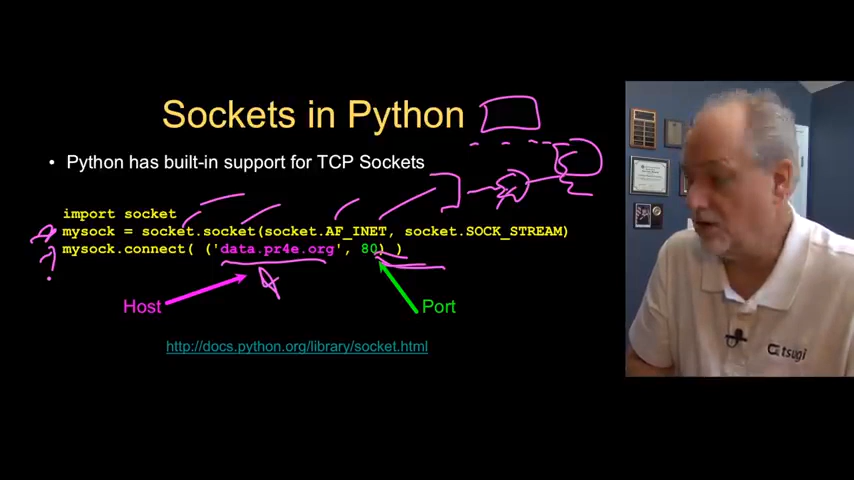 Sockets in Python
• Python has built-in support for TCP Sockets
import socket
mysock = socket.socket(socket.AF_INET, socket.SOCK_STREAM)
mysock.connect( ('data.pr4e.org', 80) )
Host
Port
http://docs.python.org/library/socket.html
tsugi